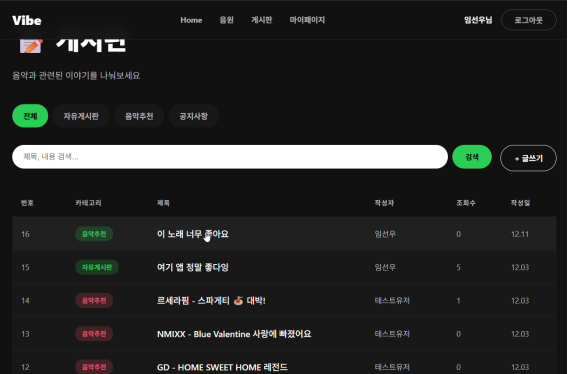 Vibe Home 음원 게시판 마이페이지 임선우님 로그아웃
게시판
음악과 관련된 이야기를 나눠보세요
전체 자유게시판 음악추천 공지사항
제목, 내용 검색... 검색 + 글쓰기
번호 카테고리 제목 작성자 조회수 작성일
16 음악추천 이 노래 너무 좋아요 임선우 0 12.11
15 자유게시판 여기 앱 정말 좋다잉 임선우 5 12.03
14 음악추천 르세라핌 - 스파게티 🍝 대박! 테스트유저 1 12.03
13 음악추천 NMIXX - Blue Valentine 사랑에 빠졌어요 테스트유저 0 12.03
12 음악추천 GD - HOME SWEET HOME 레전드 테스트유저 0 12.03